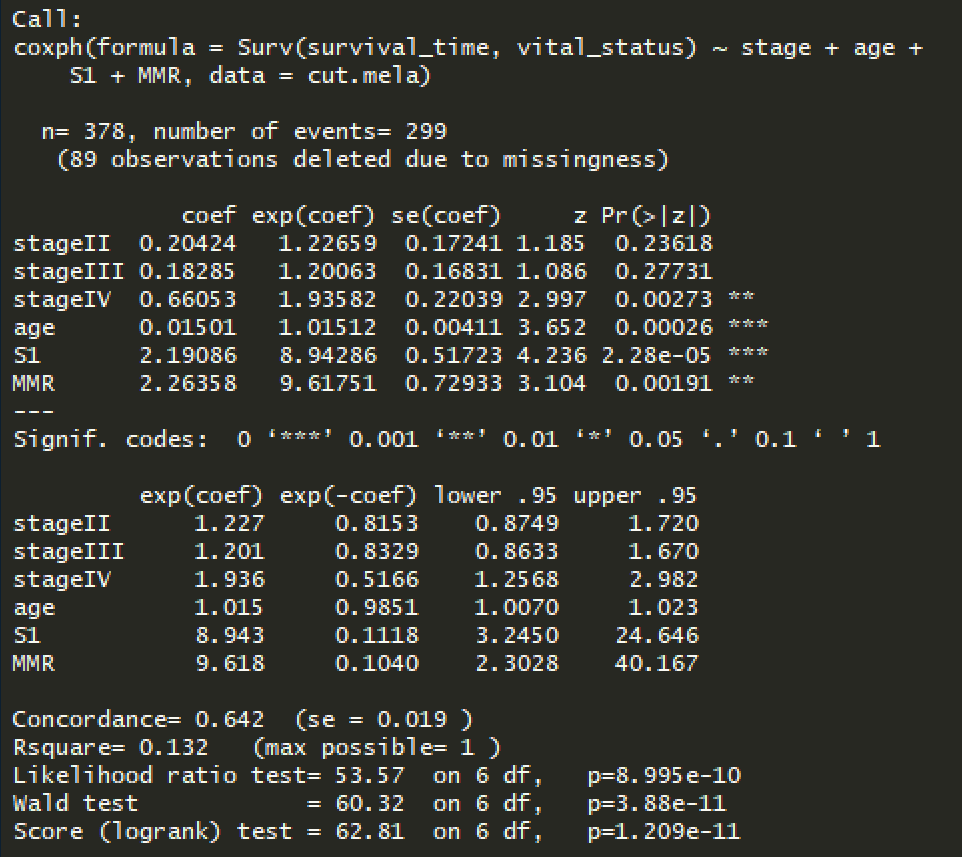 Call:
coxph(formula = Surv(survival_time, vital_status) ~ stage + age +
    S1 + MMR, data = cut.mela)

  n= 378, number of events= 299
   (89 observations deleted due to missingness)

            coef exp(coef) se(coef)     z Pr(>|z|)
stageII  0.20424   1.22659  0.17241 1.185  0.23618
stageIII 0.18285   1.20063  0.16831 1.086  0.27731
stageIV  0.66053   1.93582  0.22039 2.997  0.00273 **
age      0.01501   1.01512  0.00411 3.652  0.00026 ***
S1       2.19086   8.94286  0.51723 4.236 2.28e-05 ***
MMR      2.26358   9.61751  0.72933 3.104  0.00191 **
---
Signif. codes:  0 ‘***’ 0.001 ‘**’ 0.01 ‘*’ 0.05 ‘.’ 0.1 ‘ ’ 1

         exp(coef) exp(-coef) lower .95 upper .95
stageII      1.227     0.8153    0.8749     1.720
stageIII     1.201     0.8329    0.8633     1.670
stageIV      1.936     0.5166    1.2568     2.982
age          1.015     0.9851    1.0070     1.023
S1           8.943     0.1118    3.2450    24.646
MMR          9.618     0.1040    2.3028    40.167

Concordance= 0.642  (se = 0.019 )
Rsquare= 0.132   (max possible= 1 )
Likelihood ratio test= 53.57  on 6 df,   p=8.995e-10
Wald test            = 60.32  on 6 df,   p=3.88e-11
Score (logrank) test = 62.81  on 6 df,   p=1.209e-11